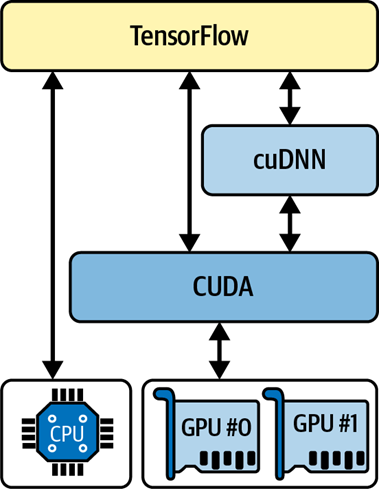 TensorFlow
cuDNN
CUDA
CPU
GPU #0
GPU #1